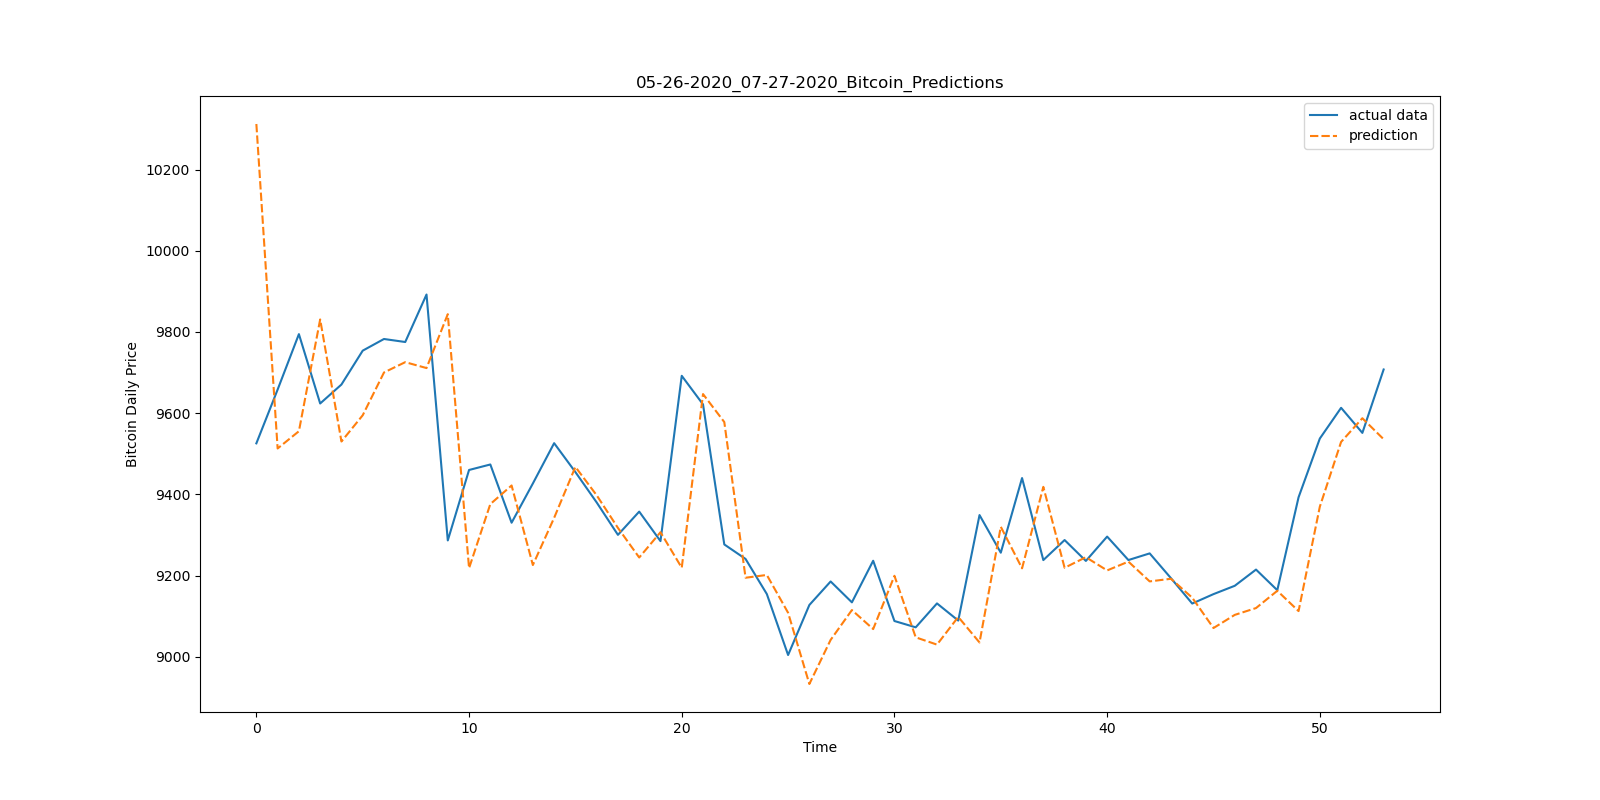 05-26-2020_07-27-2020_Bitcoin_Predictions
actual data
prediction
Bitcoin Daily Price
10200
10000
9800
9600
9400
9200
9000
0 10 20 30 40 50
Time